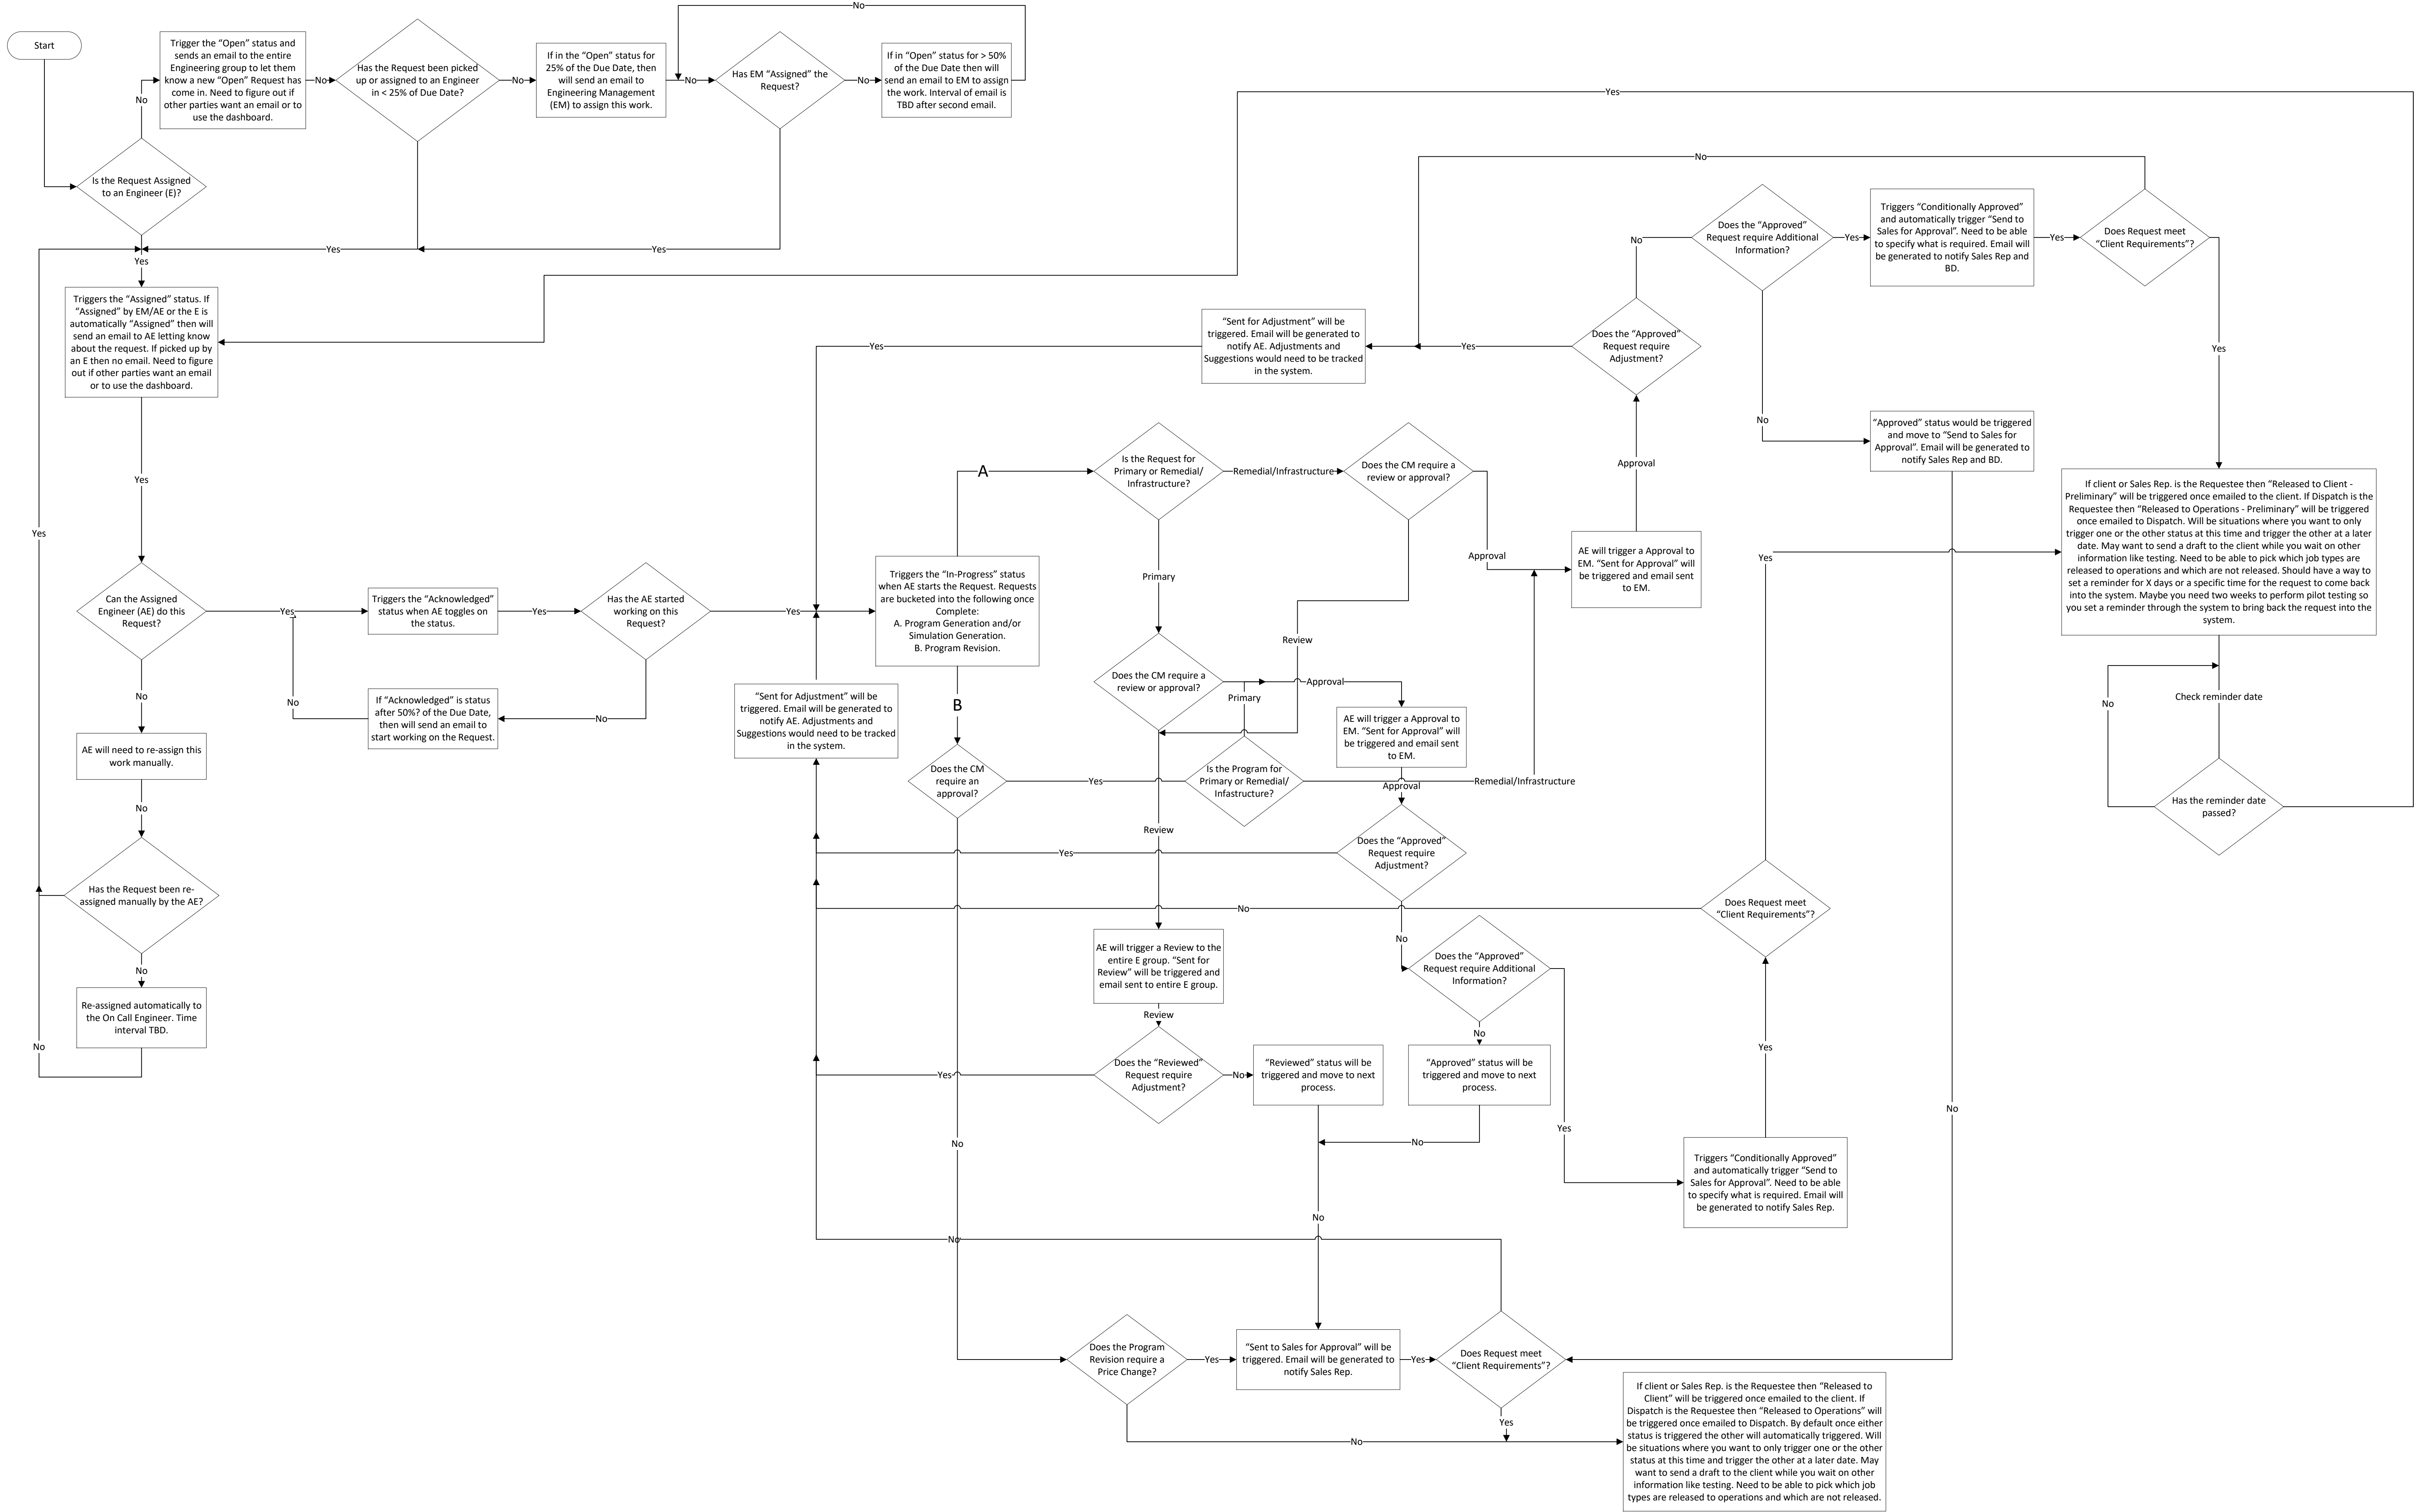 Start
Trigger the “Open” status and
sends an email to the entire
Engineering group to let them
know a new “Open” Request has
come in. Need to figure out if
other parties want an email or to
use the dashboard.
No
Has the Request been picked
up or assigned to an Engineer
in < 25% of Due Date?
No
If in the “Open” status for
25% of the Due Date, then
will send an email to
Engineering Management
(EM) to assign this work.
No
Has EM “Assigned” the
Request?
No
If in “Open” status for > 50%
of the Due Date then will
send an email to EM to assign
the work. Interval of email is
TBD after second email.
No
No
Is the Request Assigned
to an Engineer (E)?
Yes
Yes
Yes
Triggers the “Assigned” status. If
“Assigned” by EM/AE or the E is
automatically “Assigned” then will
send an email to AE letting know
about the request. If picked up by
an E then no email. Need to figure
out if other parties want an email
or to use the dashboard.
Yes
Yes
Can the Assigned
Engineer (AE) do this
Request?
Yes
Triggers the “Acknowledged”
status when AE toggles on
the status.
Yes
Has the AE started
working on this
Request?
Yes
No
If “Acknowledged” is status
after 50%? of the Due Date,
then will send an email to
start working on the Request.
No
No
AE will need to re-assign this
work manually.
No
Has the Request been re-
assigned manually by the AE?
Yes
No
Re-assigned automatically to
the On Call Engineer. Time
interval TBD.
No
Triggers the “In-Progress” status
when AE starts the Request. Requests
are bucketed into the following once
Complete:
A. Program Generation and/or
Simulation Generation.
B. Program Revision.
A
B
“Sent for Adjustment” will be
triggered. Email will be generated to
notify AE. Adjustments and
Suggestions would need to be tracked
in the system.
Yes
“Sent for Adjustment” will be
triggered. Email will be generated to
notify AE. Adjustments and
Suggestions would need to be tracked
in the system.
Yes
Does the “Approved”
Request require
Adjustment?
No
Does the “Approved”
Request require Additional
Information?
Yes
Triggers “Conditionally Approved”
and automatically trigger “Send to
Sales for Approval”. Need to be able
to specify what is required. Email will
be generated to notify Sales Rep and
BD.
Yes
Does Request meet
“Client Requirements”?
No
Yes
No
“Approved” status would be triggered
and move to “Send to Sales for
Approval”. Email will be generated to
notify Sales Rep and BD.
No
Is the Request for
Primary or Remedial/
Infrastructure?
Remedial/Infrastructure
Does the CM require a
review or approval?
Approval
Review
AE will trigger a Approval to
EM. “Sent for Approval” will
be triggered and email sent
to EM.
Approval
Primary
Does the CM require a
review or approval?
Approval
Primary
AE will trigger a Approval to
EM. “Sent for Approval” will
be triggered and email sent
to EM.
Approval
Does the CM
require an
approval?
Yes
Is the Program for
Primary or Remedial/
Infastructure?
Remedial/Infrastructure
Review
Does the “Approved”
Request require
Adjustment?
Yes
No
No
Does Request meet
“Client Requirements”?
Yes
AE will trigger a Review to the
entire E group. “Sent for
Review” will be triggered and
email sent to entire E group.
Review
Does the “Reviewed”
Request require
Adjustment?
Yes
No
“Reviewed” status will be
triggered and move to next
process.
Does the “Approved”
Request require Additional
Information?
No
“Approved” status will be
triggered and move to next
process.
No
Yes
Triggers “Conditionally Approved”
and automatically trigger “Send to
Sales for Approval”. Need to be able
to specify what is required. Email will
be generated to notify Sales Rep.
Yes
No
No
No
Does the Program
Revision require a
Price Change?
Yes
“Sent to Sales for Approval” will be
triggered. Email will be generated to
notify Sales Rep.
Yes
Does Request meet
“Client Requirements”?
Yes
No
If client or Sales Rep. is the Requestee then “Released to
Client” will be triggered once emailed to the client. If
Dispatch is the Requestee then “Released to Operations” will
be triggered once emailed to Dispatch. By default once either
status is triggered the other will automatically triggered. Will
be situations where you want to only trigger one or the other
status at this time and trigger the other at a later date. May
want to send a draft to the client while you wait on other
information like testing. Need to be able to pick which job
types are released to operations and which are not released.
If client or Sales Rep. is the Requestee then “Released to Client -
Preliminary” will be triggered once emailed to the client. If Dispatch is the
Requestee then “Released to Operations - Preliminary” will be triggered
once emailed to Dispatch. Will be situations where you want to only
trigger one or the other status at this time and trigger the other at a later
date. May want to send a draft to the client while you wait on other
information like testing. Need to be able to pick which job types are
released to operations and which are not released. Should have a way to
set a reminder for X days or a specific time for the request to come back
into the system. Maybe you need two weeks to perform pilot testing so
you set a reminder through the system to bring back the request into the
system.
Check reminder date
No
Has the reminder date
passed?